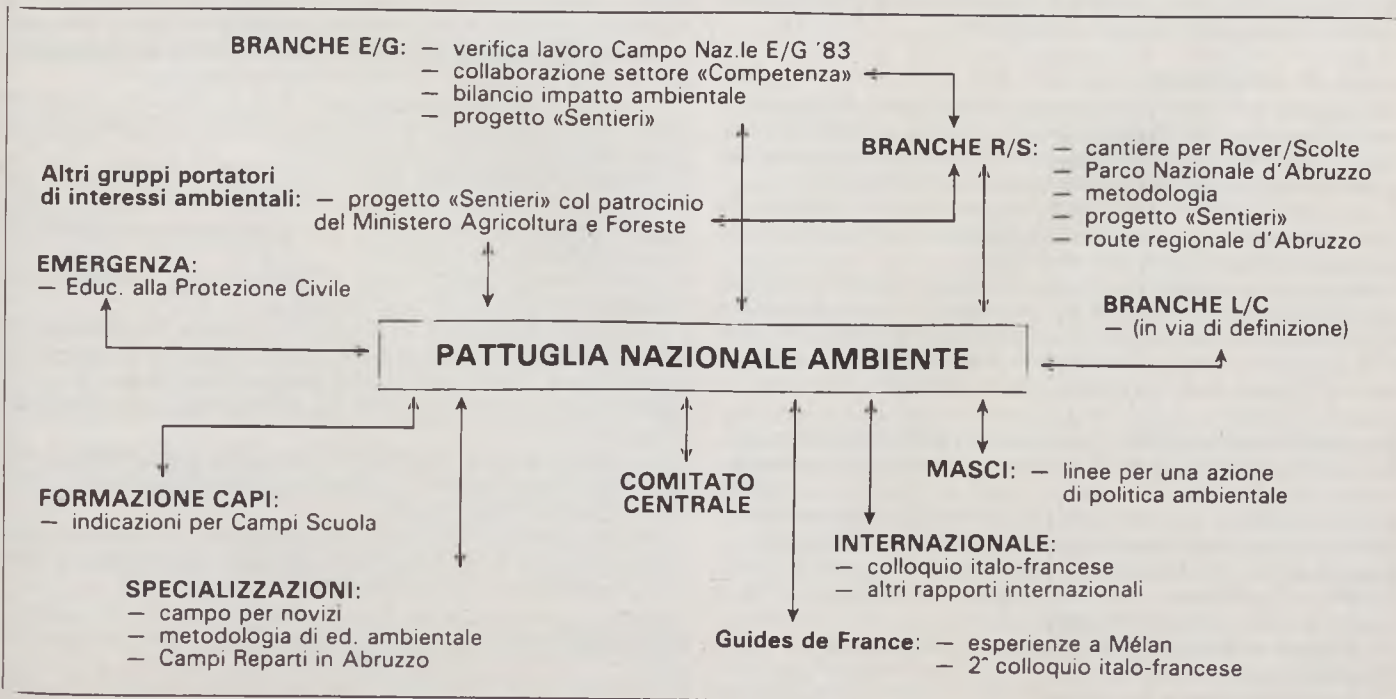 BRANCHE E/G: — verifica lavoro Campo Naz.le E/G '83
— collaborazione settore «Competenza»
— bilancio impatto ambientale
— progetto «Sentieri»
BRANCHE R/S: — cantiere per Rover/Scolte
— Parco Nazionale d'Abruzzo
— metodologia
— progetto «Sentieri»
— route regionale d'Abruzzo
Altri gruppi portatori
di interessi ambientali: — progetto «Sentieri» col patrocinio
del Ministero Agricoltura e Foreste
EMERGENZA:
— Educ. alla Protezione Civile
BRANCHE L/C
— (in via di definizione)
PATTUGLIA NAZIONALE AMBIENTE
FORMAZIONE CAPI:
— indicazioni per Campi Scuola
COMITATO
CENTRALE
MASCI: — linee per una azione
di politica ambientale
INTERNAZIONALE:
— colloquio italo-francese
— altri rapporti internazionali
SPECIALIZZAZIONI:
— campo per novizi
— metodologia di ed. ambientale
— Campi Reparti in Abruzzo
Guides de France: — esperienze a Mélan
— 2ˆ colloquio italo-francese